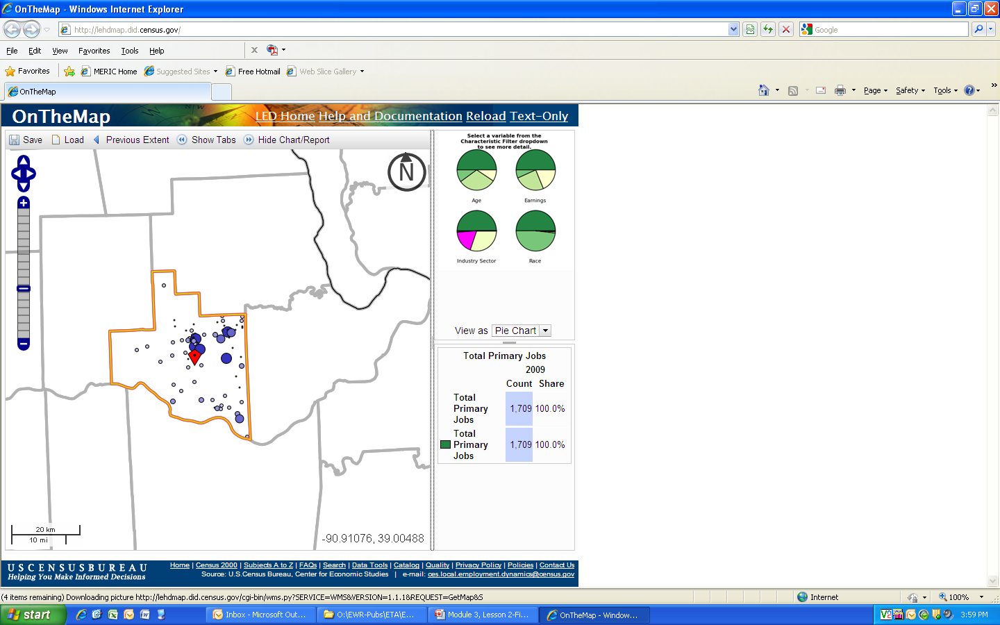 OnTheMap - Windows Internet Explorer
http://lehdmap.did.census.gov/
Google
File Edit View Favorites Tools Help
Favorites MERIC Home Suggested Sites Free Hotmail Web Slice Gallery
OnTheMap
Page Safety Tools
OnTheMap
LED Home Help and Documentation Reload Text-Only
Save Load Previous Extent Show Tabs Hide Chart/Report
N
Select a variable from the
Characteristic Filter dropdown
to see more detail.
Age Earnings
Industry Sector Race
View as Pie Chart
Total Primary Jobs
2009
Count Share
Total
Primary 1,709 100.0%
Jobs
Total
Primary 1,709 100.0%
Jobs
20 km
10 mi
-90.91076, 39.00488
USCENSUSBUREAU
Helping You Make Informed Decisions
Home | Census 2000 | Subjects A to Z | FAQs | Search | Data Tools | Catalog | Quality | Privacy Policy | Policies | Contact Us
Source: U.S.Census Bureau, Center for Economic Studies | e-mail: ces.local.employment.dynamics@census.gov
(4 items remaining) Downloading picture http://lehdmap.did.census.gov/cgi-bin/wms.py?SERVICE=WMS&VERSION=1.1.1&REQUEST=GetMap&S
Internet
100%
start
Inbox - Microsoft Out...
O:\EWR-Pubs\ETA\E...
Module 3, Lesson 2-Fi...
OnTheMap - Window...
3:59 PM